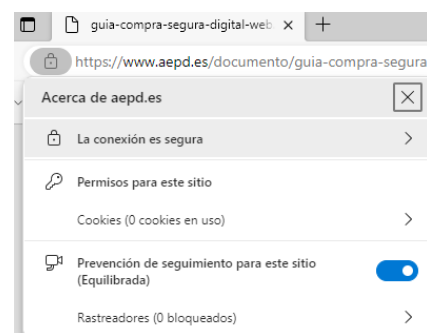 guia-compra-segura-digital-web
https://www.aepd.es/documento/guia-compra-segura
Acerca de aepd.es
La conexión es segura
Permisos para este sitio
Cookies (0 cookies en uso)
Prevención de seguimiento para este sitio
(Equilibrada)
Rastreadores (0 bloqueados)